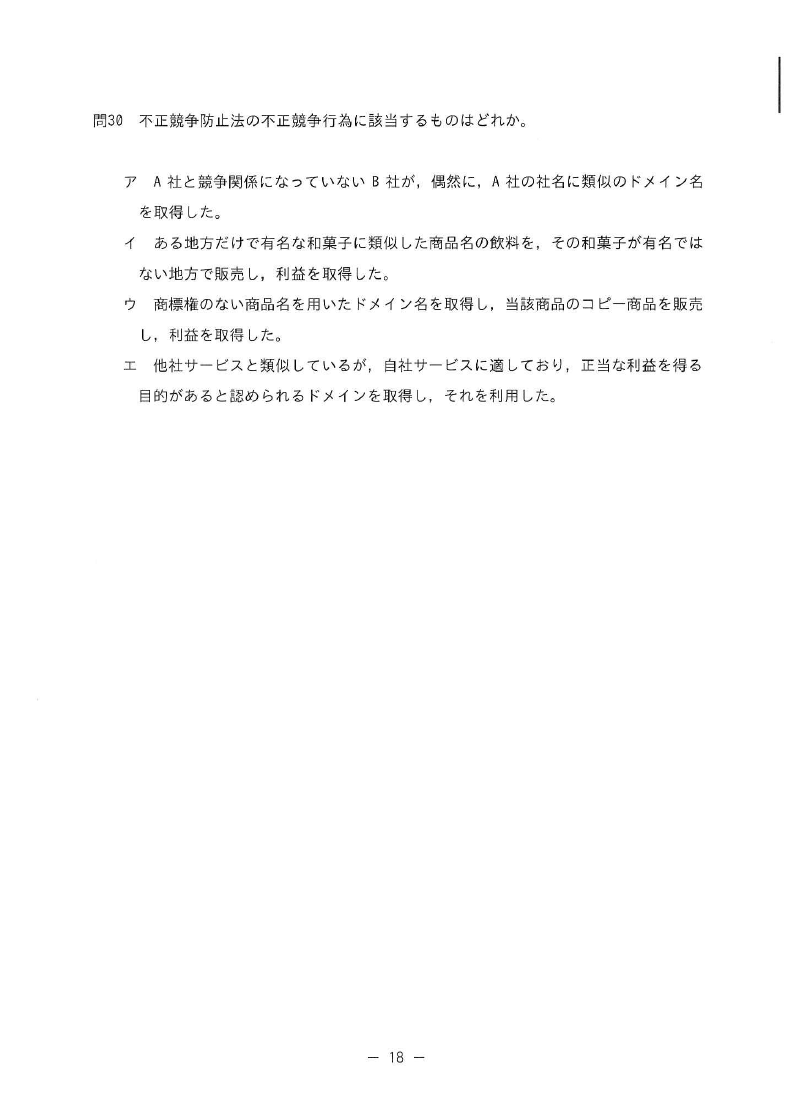 問30　不正競争防止法の不正競争行為に該当するものはどれか。
ア　A 社と競争関係になっていない B 社が，偶然に，A 社の社名に類似のドメイン名
を取得した。
イ　ある地方だけで有名な和菓子に類似した商品名の飲料を，その和菓子が有名では
ない地方で販売し，利益を取得した。
ウ　商標権のない商品名を用いたドメイン名を取得し，当該商品のコピー商品を販売
し，利益を取得した。
エ　他社サービスと類似しているが，自社サービスに適しており，正当な利益を得る
目的があると認められるドメインを取得し，それを利用した。
― 18 ―